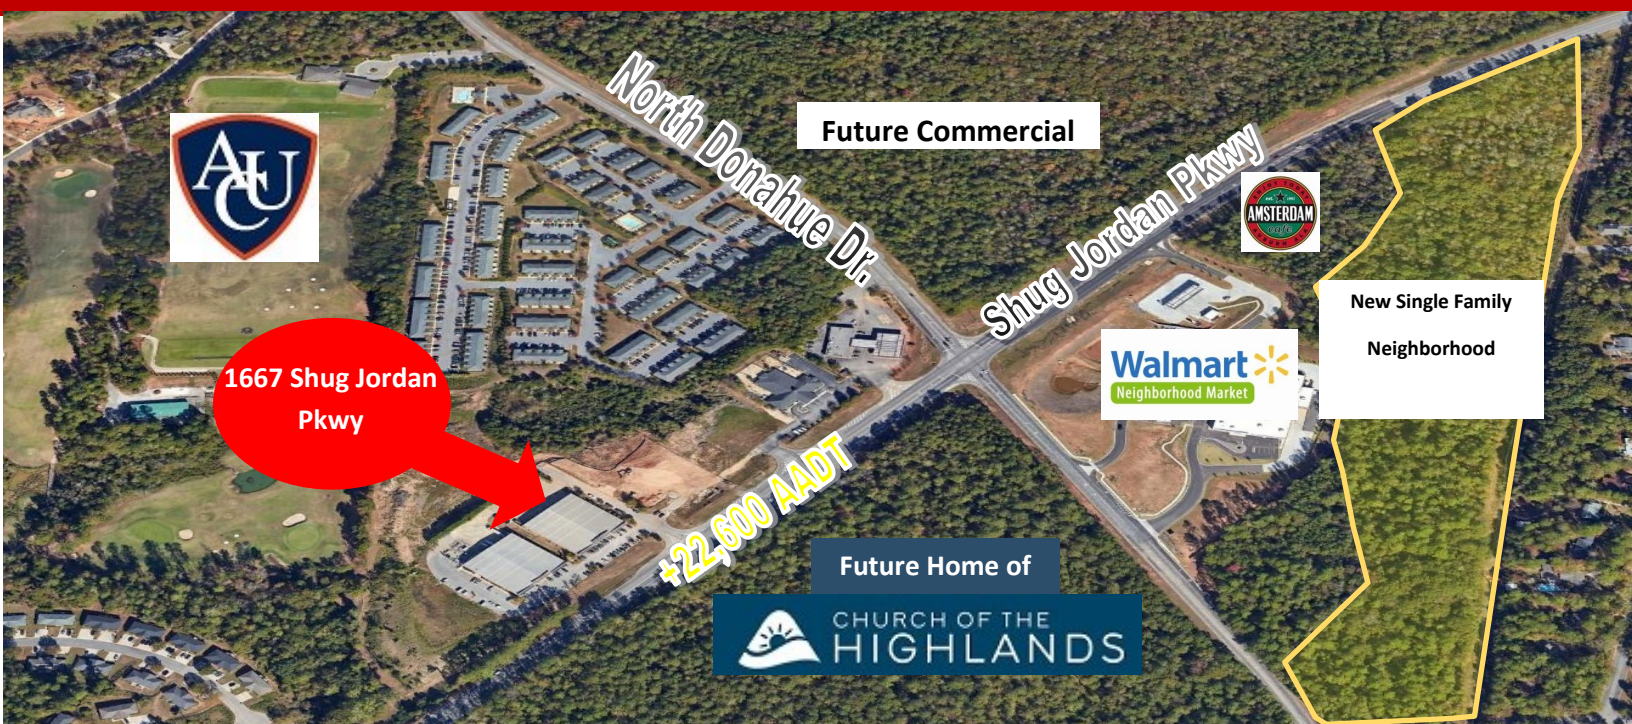 North Donahue Dr.
Future Commercial
Shug Jordan Pkwy
AUCC
AMSTERDAM
cafe
New Single Family
Neighborhood
Walmart
Neighborhood Market
1667 Shug Jordan
Pkwy
+22,600 AADT
Future Home of
CHURCH OF THE
HIGHLANDS